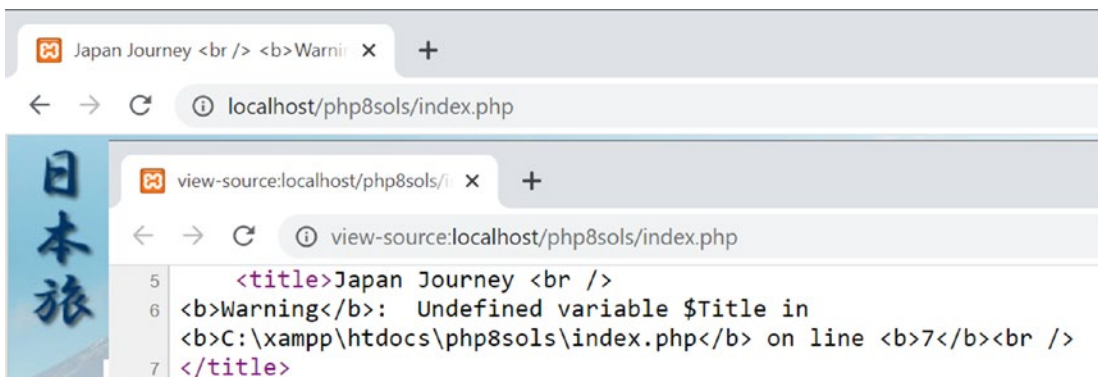 Japan Journey <br /> <b>Warnin
localhost/php8sols/index.php
日
本
旅
view-source:localhost/php8sols/i
view-source:localhost/php8sols/index.php
5 <title>Japan Journey <br />
6 <b>Warning</b>:  Undefined variable $Title in
<b>C:\xampp\htdocs\php8sols\index.php</b> on line <b>7</b><br />
7 </title>